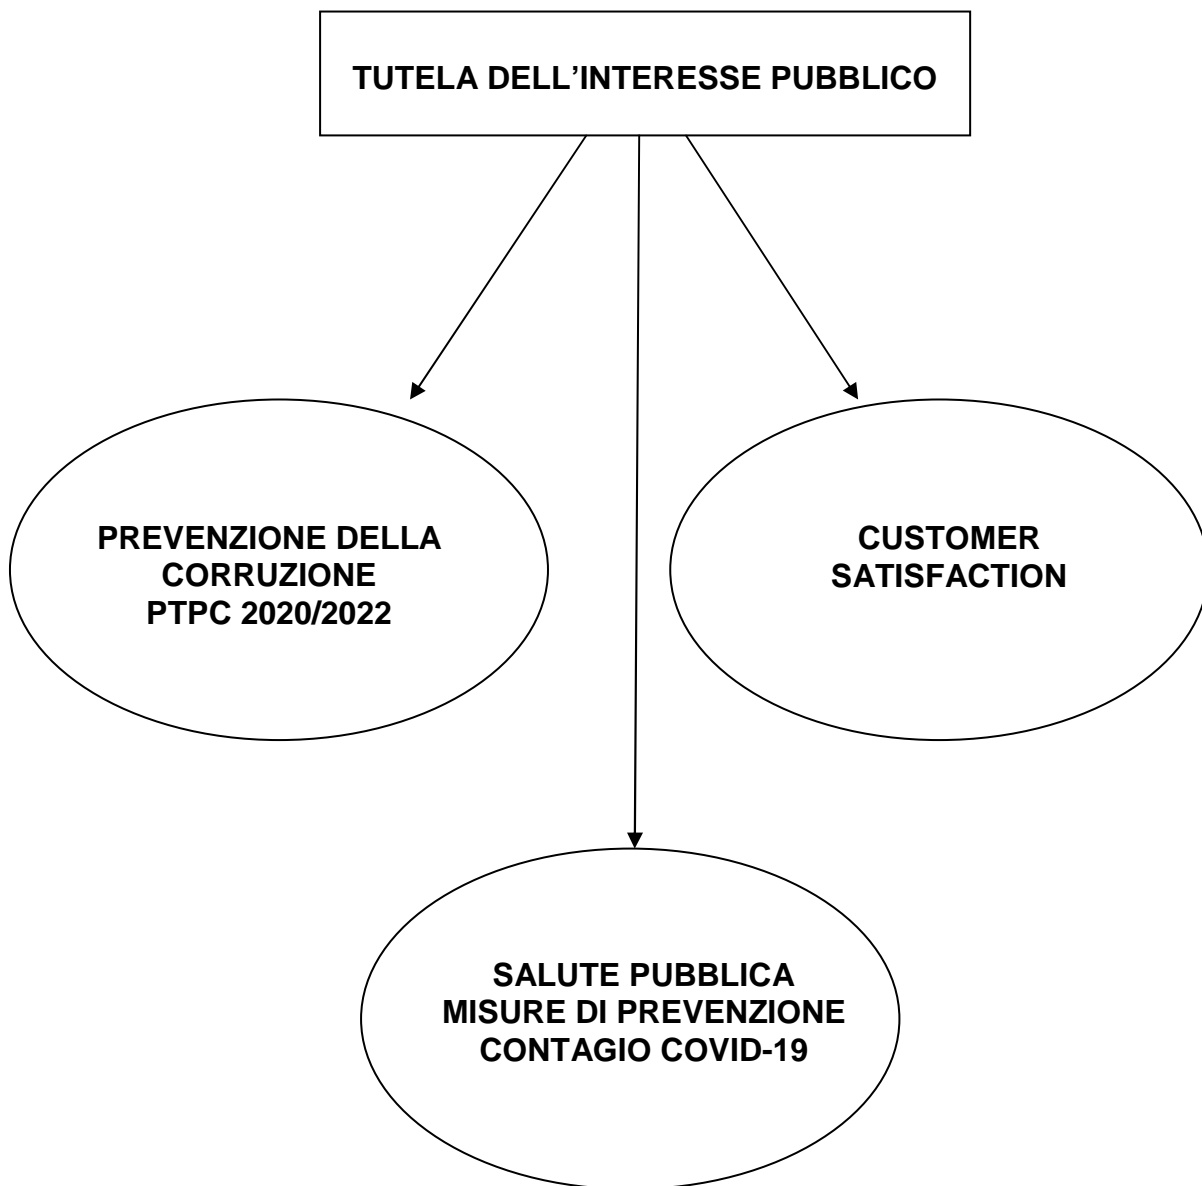 TUTELA DELL’INTERESSE PUBBLICO
PREVENZIONE DELLA
CORRUZIONE
PTPC 2020/2022
CUSTOMER
SATISFACTION
SALUTE PUBBLICA
MISURE DI PREVENZIONE
CONTAGIO COVID-19